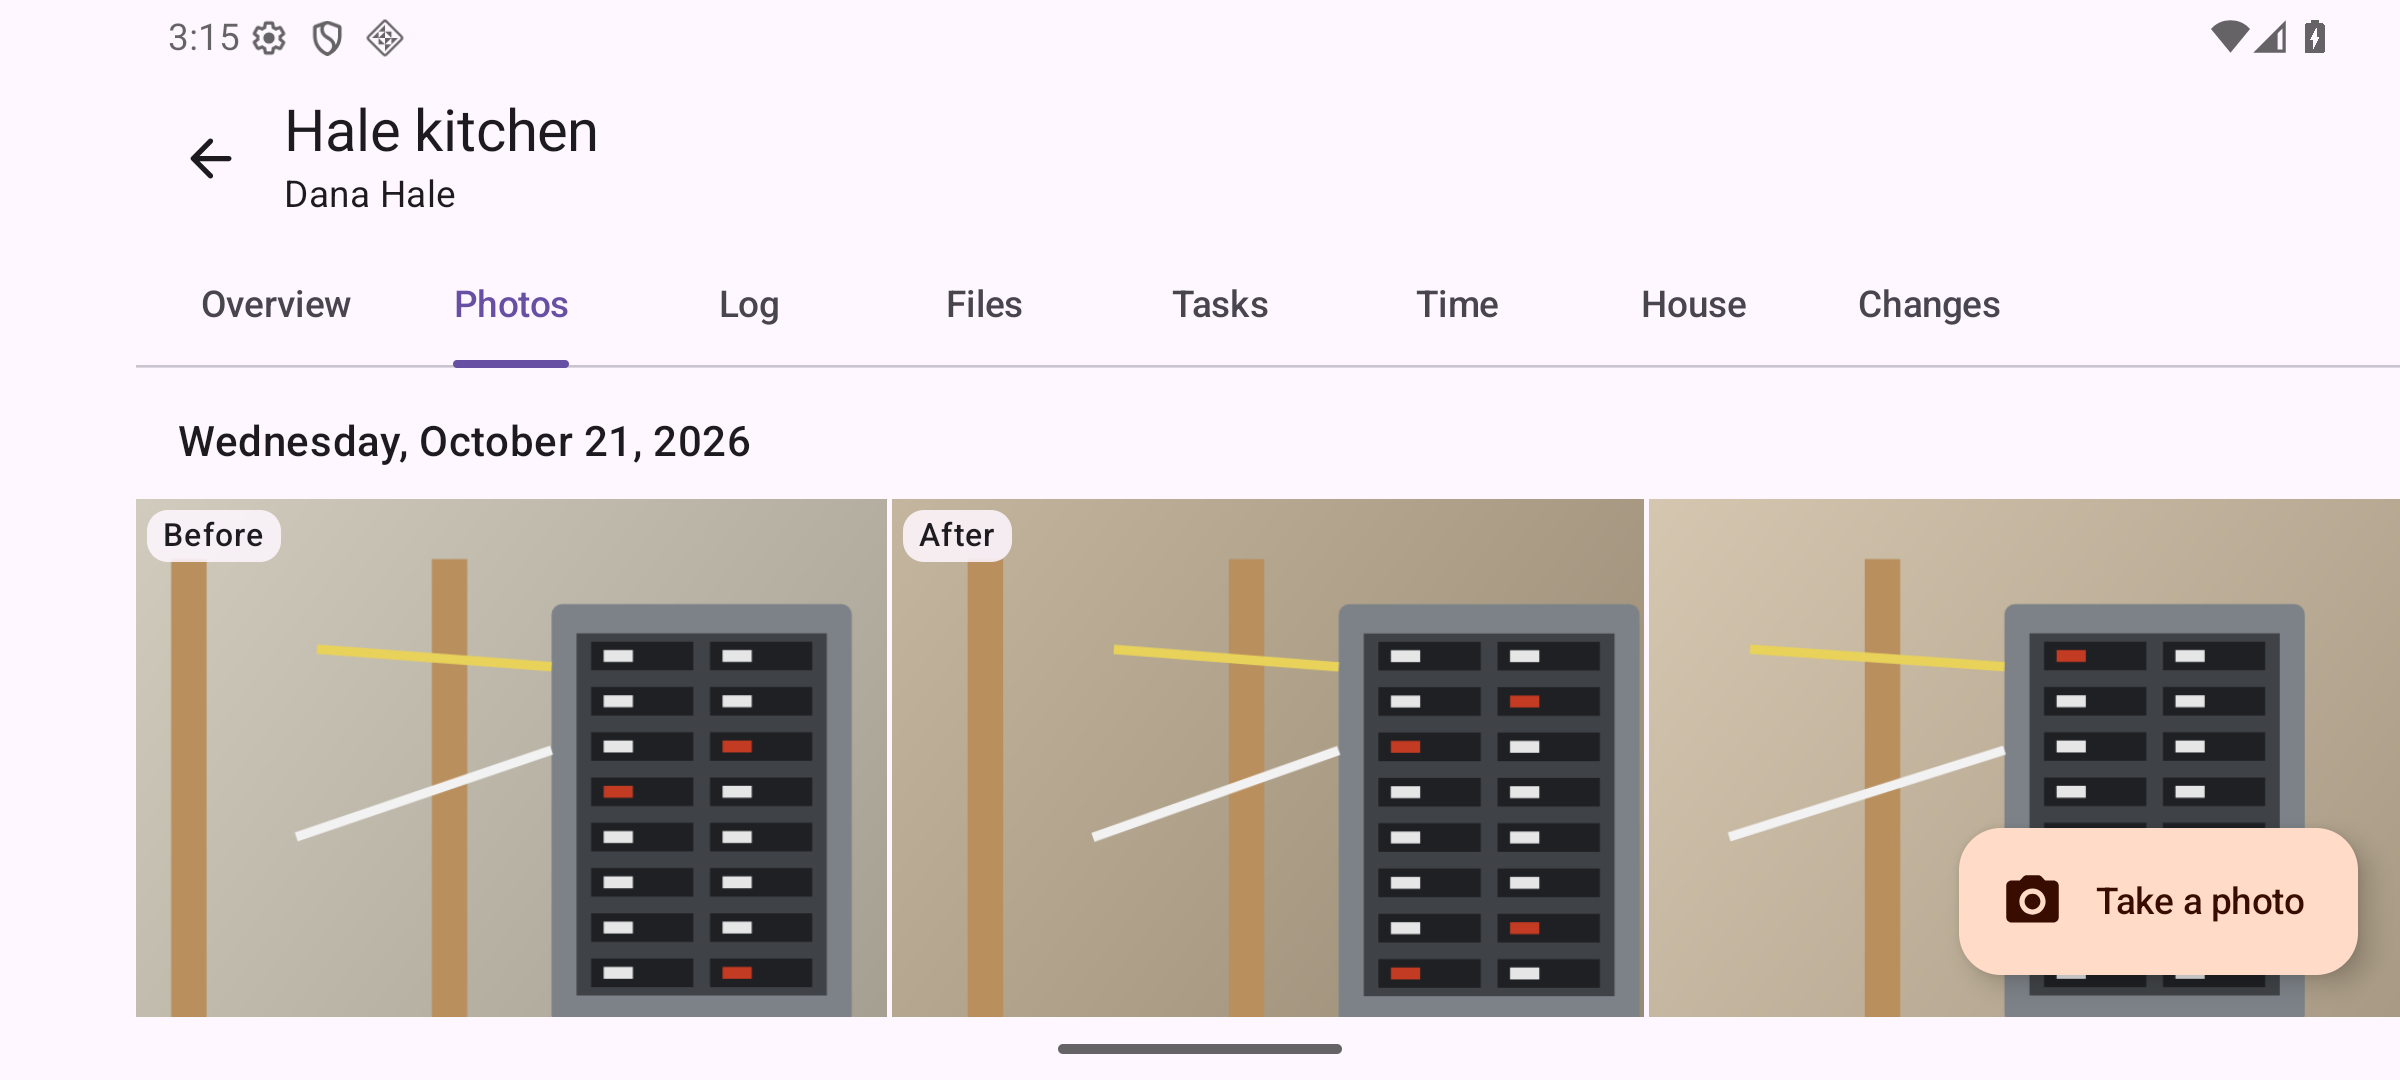 3:15
Hale kitchen
Dana Hale
Overview Photos Log Files Tasks Time House Changes
Wednesday, October 21, 2026
Before After
Take a photo